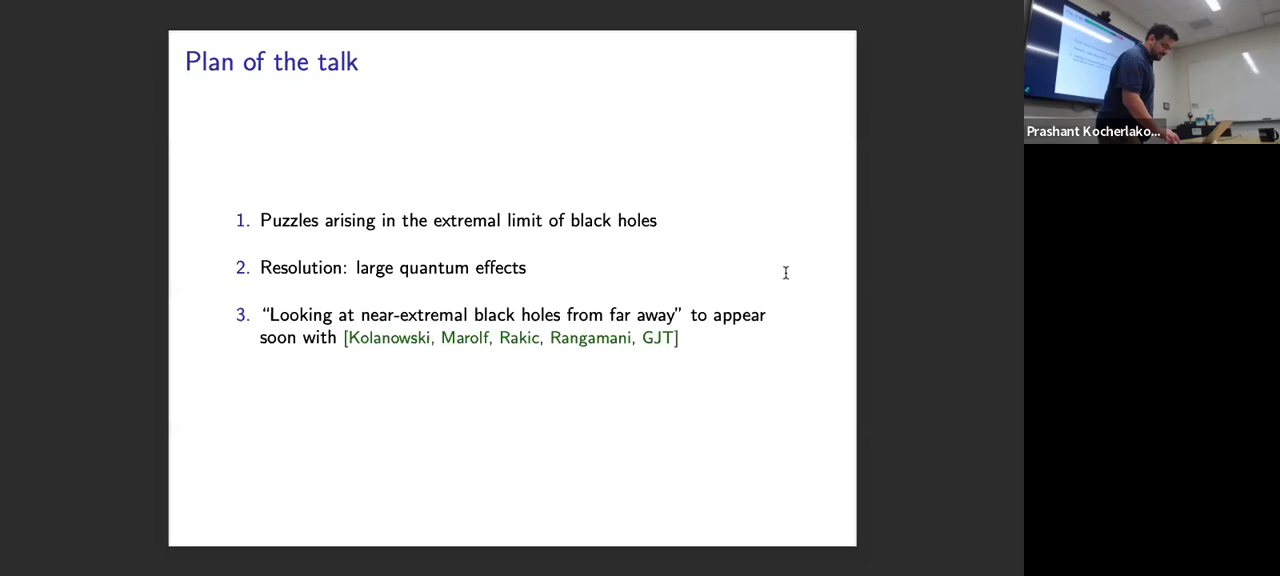 Plan of the talk
1. Puzzles arising in the extremal limit of black holes
2. Resolution: large quantum effects
3. “Looking at near-extremal black holes from far away” to appear
soon with [Kolanowski, Marolf, Rakic, Rangamani, GJT]
Prashant Kocherlako...